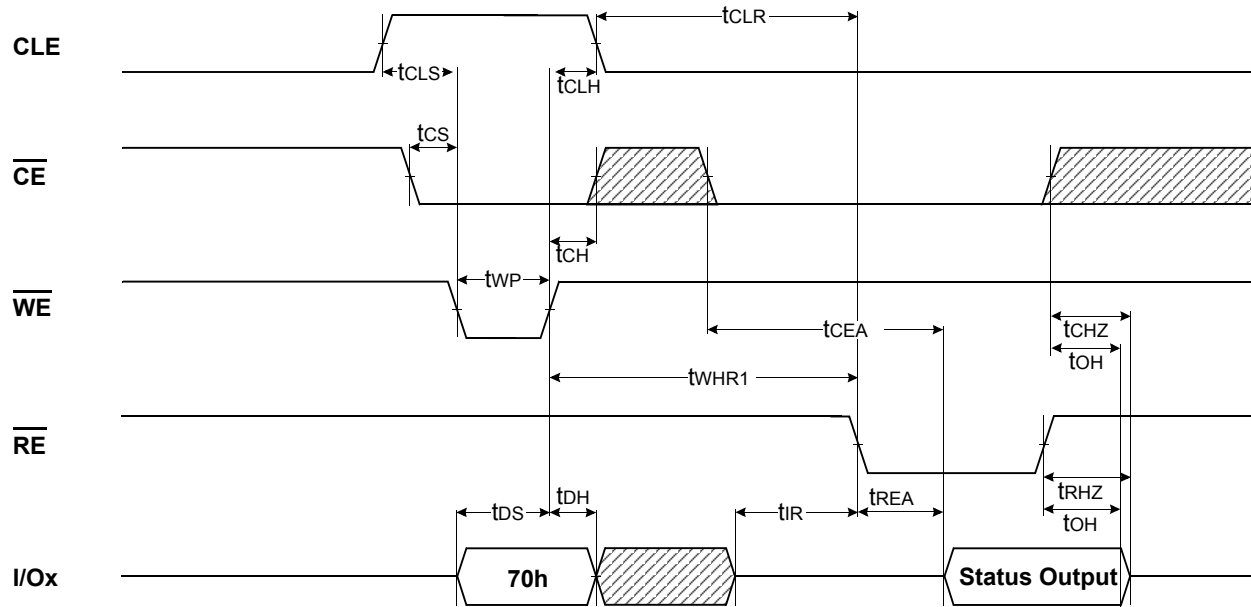 CLE
tCLR
tCLS
tCLH
CE
tCS
tCH
WE
tWP
tCEA
tCHZ
tOH
tWHR1
RE
tRHZ
tOH
tDH
tDS
tIR
tREA
I/Ox
70h
Status Output